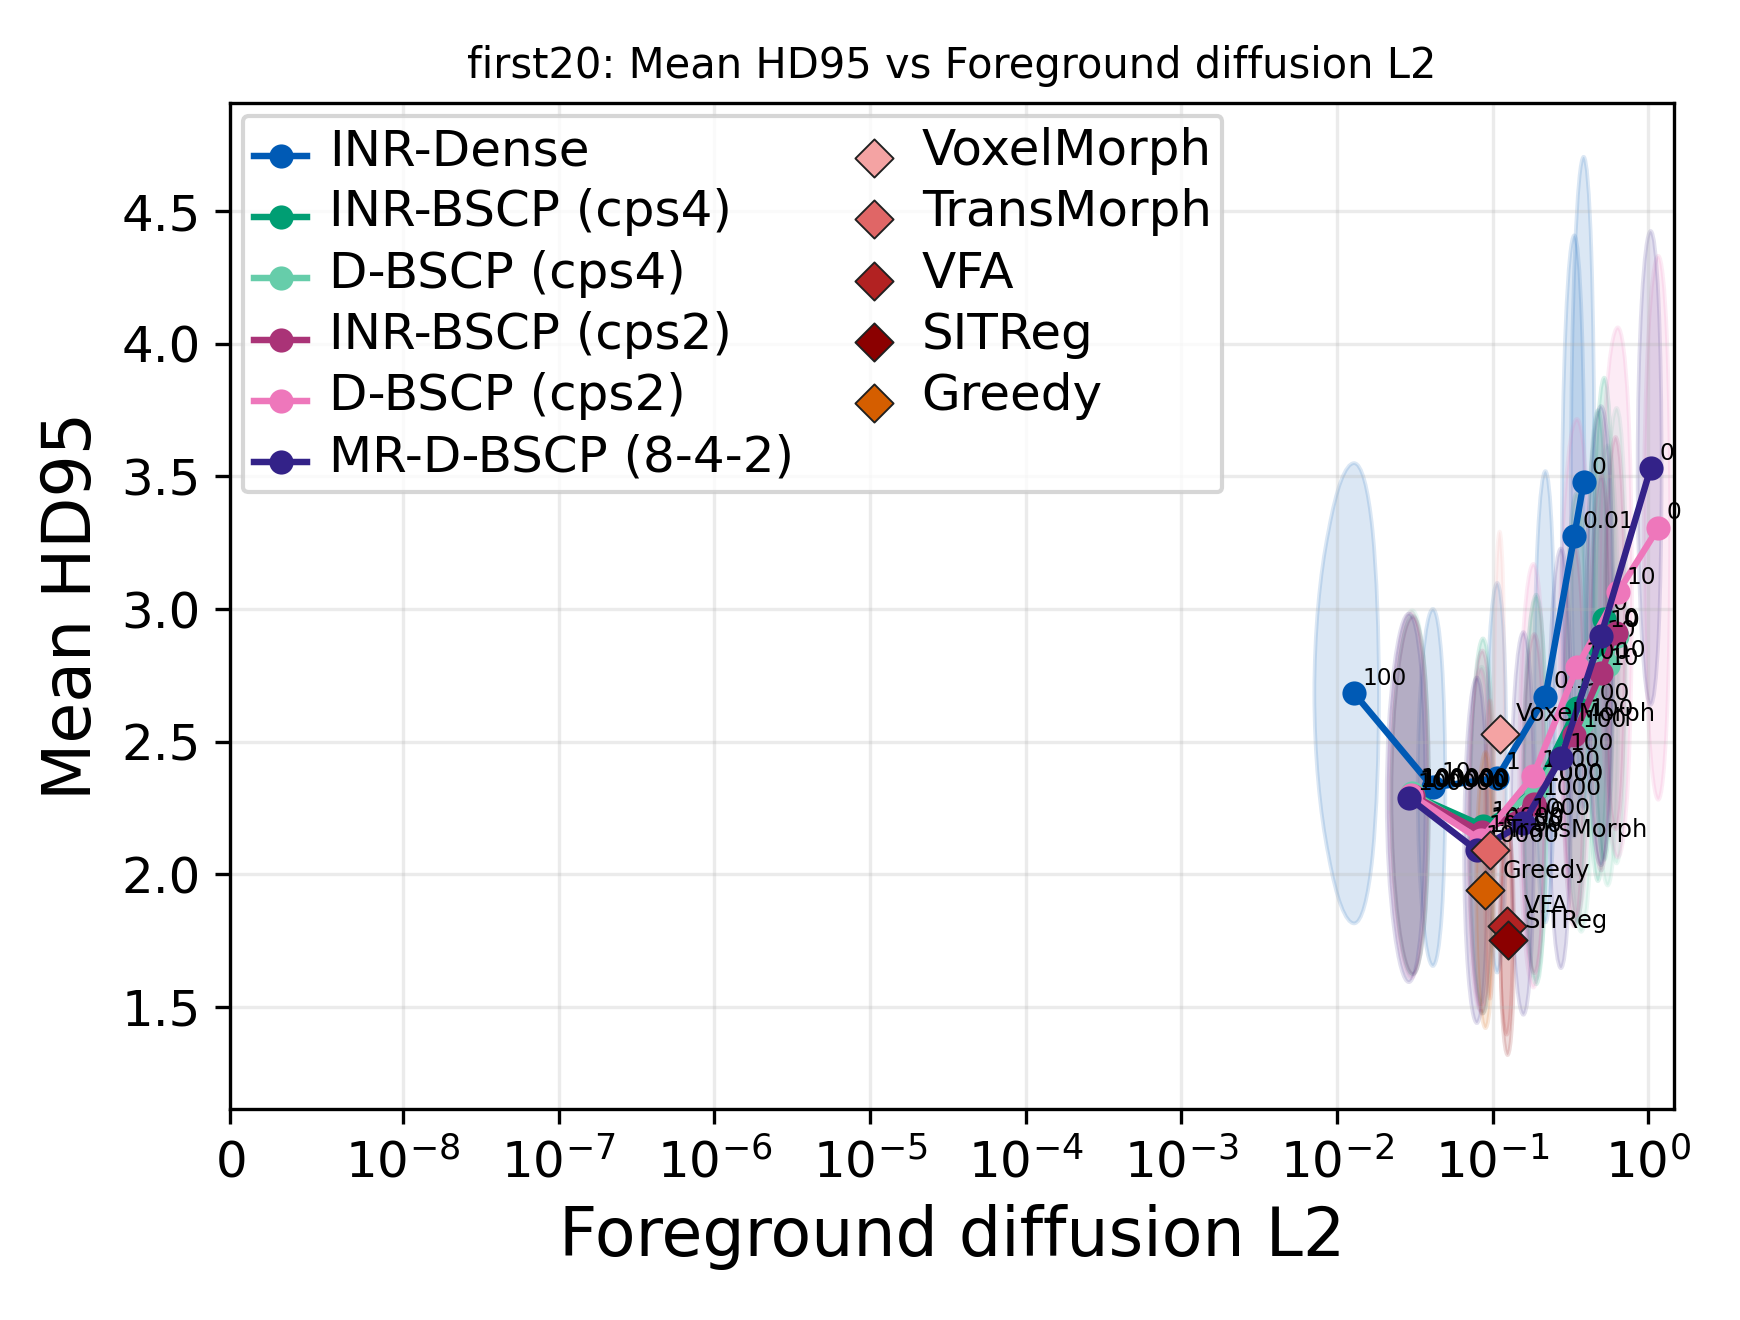 first20: Mean HD95 vs Foreground diffusion L2
INR-Dense
INR-BSCP (cps4)
D-BSCP (cps4)
INR-BSCP (cps2)
D-BSCP (cps2)
MR-D-BSCP (8-4-2)
VoxelMorph
TransMorph
VFA
SITReg
Greedy
Mean HD95
4.5
4.0
3.5
3.0
2.5
2.0
1.5
0
0
0.01
0
10
100
10
1
VoxelMorph
100
1000
1000
TransMorph
Greedy
VFA
SITReg
0
10⁻⁸
10⁻⁷
10⁻⁶
10⁻⁵
10⁻⁴
10⁻³
10⁻²
10⁻¹
10⁰
Foreground diffusion L2